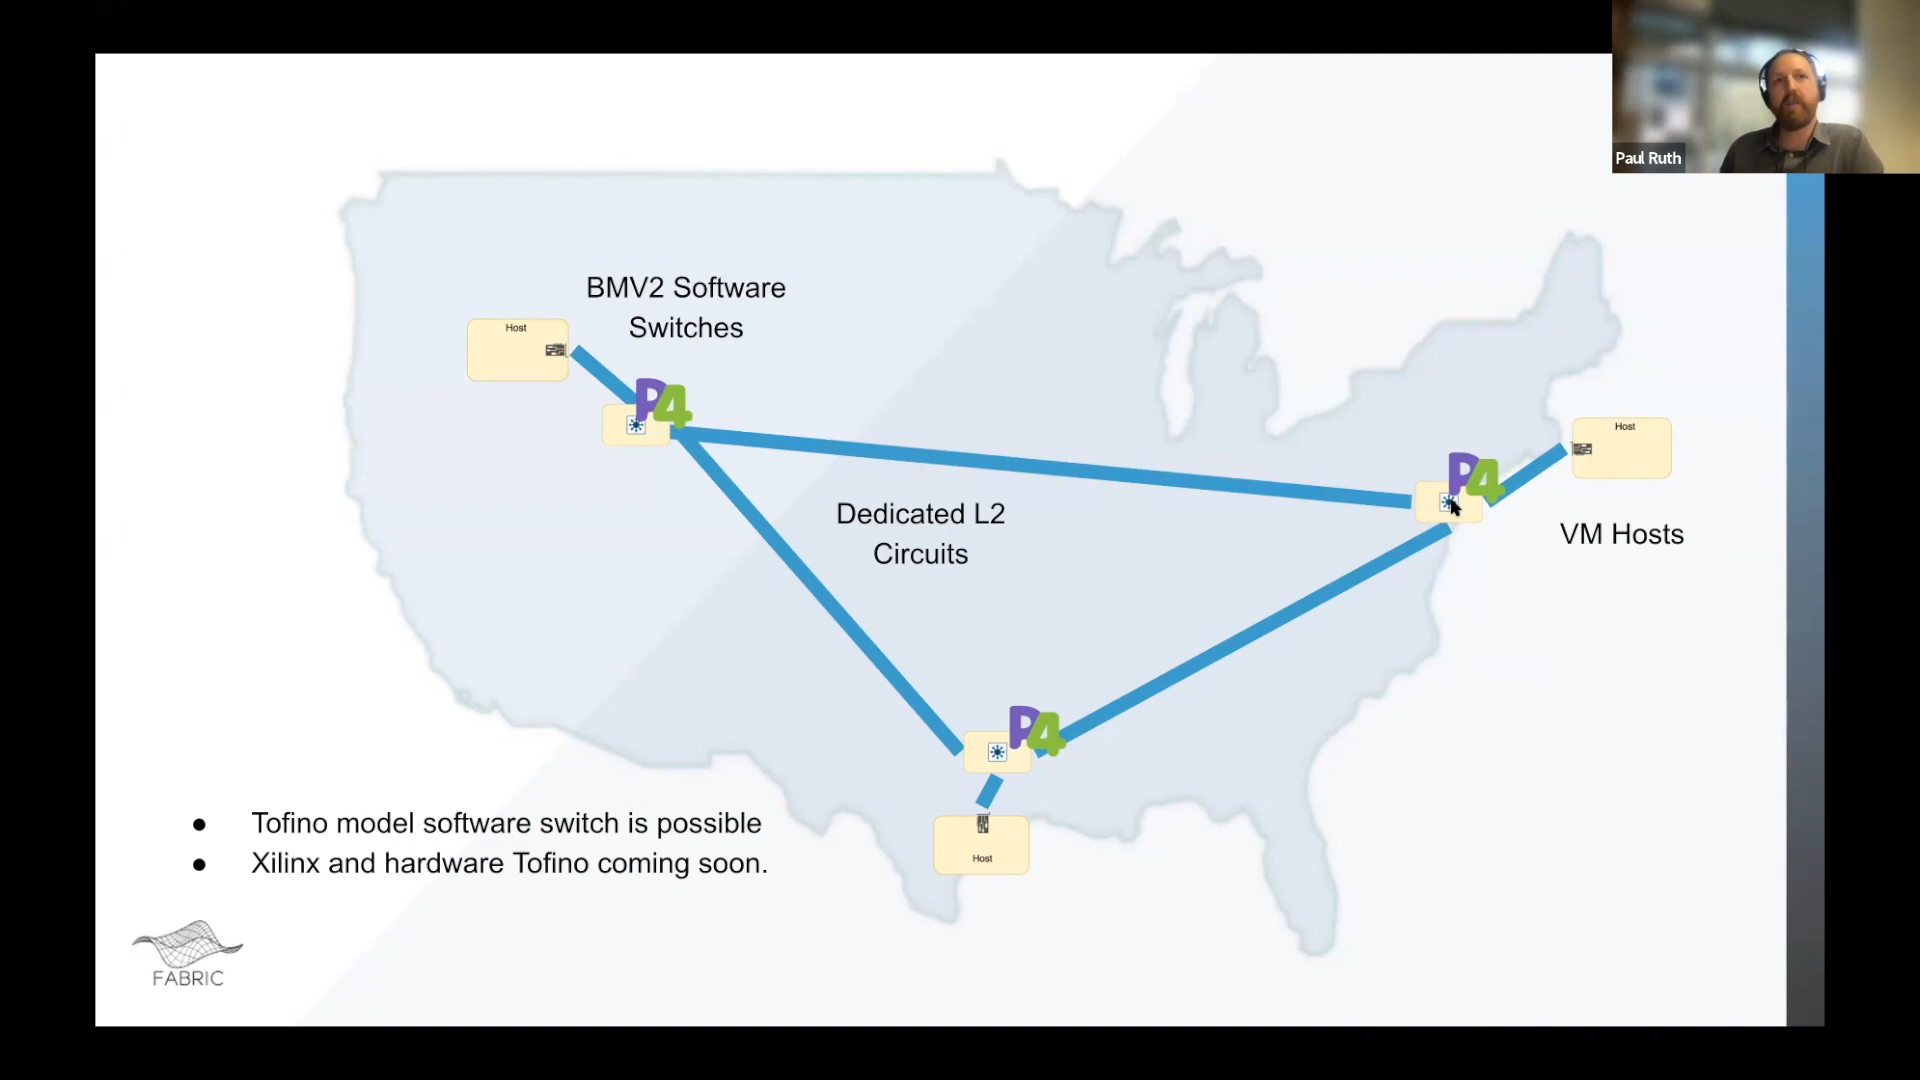 Paul Ruth
BMV2 Software
Switches
Host
P4
Host
P4
Dedicated L2
Circuits
VM Hosts
P4
Host
● Tofino model software switch is possible
● Xilinx and hardware Tofino coming soon.
FABRIC